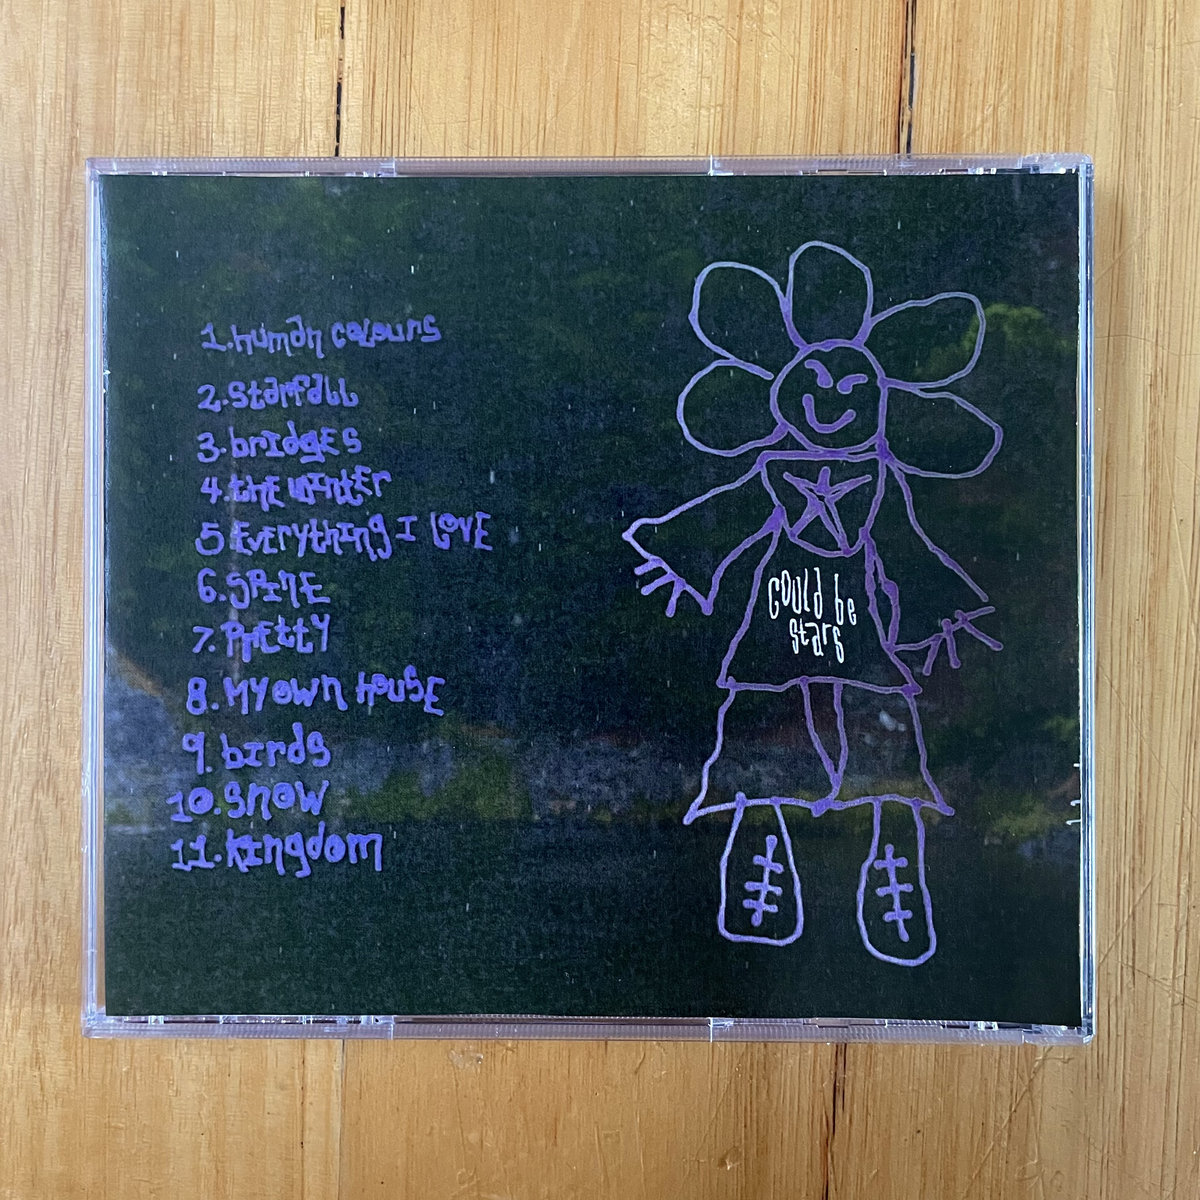 1. human colours
2. starfall
3. bridges
4. the winter
5 Everything I LOVE
6. SPINE
7. PrEttY
8. MY OWN HOUSE
9. birds
10. snow
11. kingdom
could be
stars